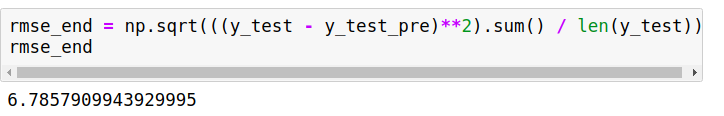 rmse_end = np.sqrt(((y_test - y_test_pre)**2).sum() / len(y_test))
rmse_end
6.7857909943929995